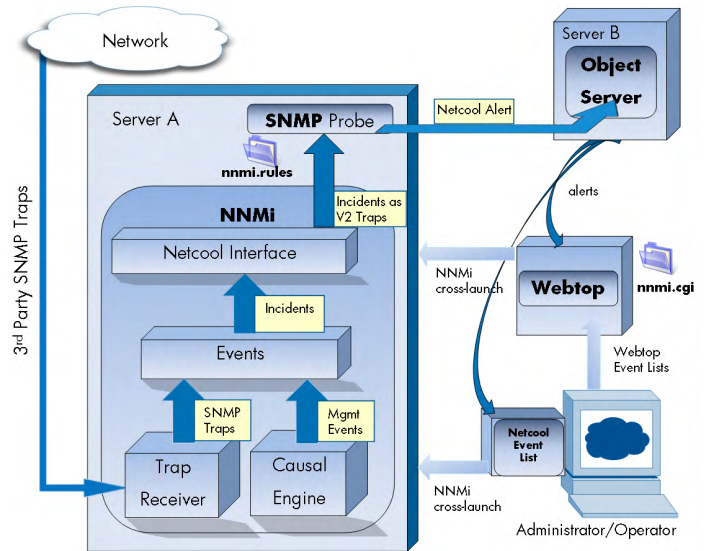 Network
Server A
SNMP Probe
nnmi.rules
Netcool Alert
Server B
Object
Server
alerts
NNMi
Incidents as
V2 Traps
Netcool Interface
Incidents
Events
SNMP
Traps
Mgmt
Events
Trap
Receiver
Causal
Engine
3rd Party SNMP Traps
NNMi
cross-launch
Webtop
nnmi.cgi
Webtop
Event Lists
Netcool
Event
List
NNMi
cross-launch
Administrator/Operator